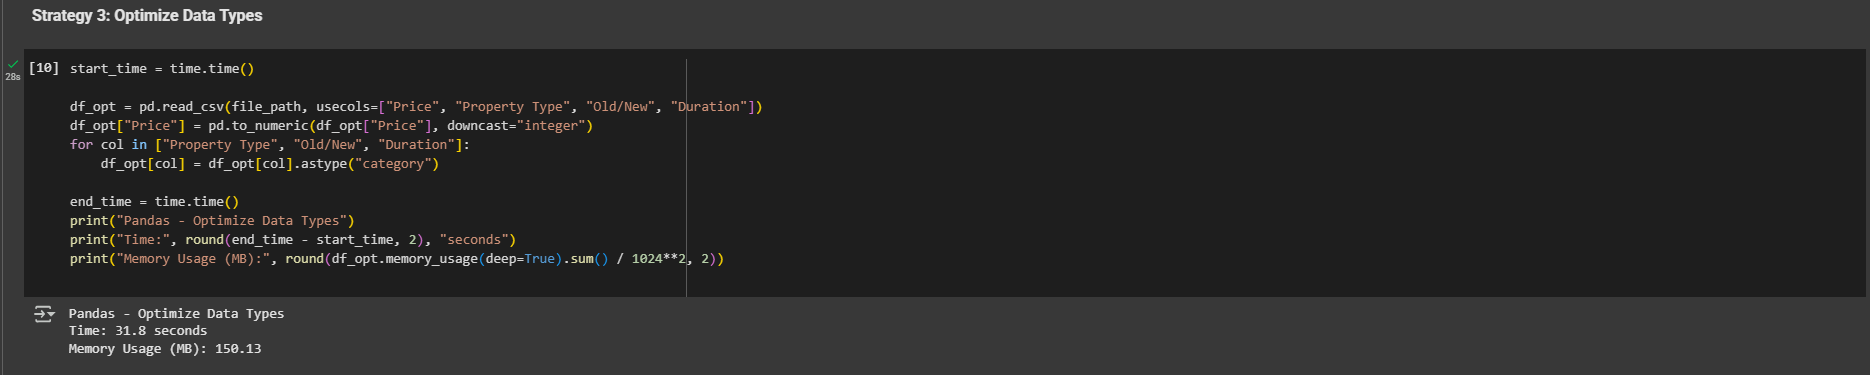 Strategy 3: Optimize Data Types
28s
[10] start_time = time.time()
df_opt = pd.read_csv(file_path, usecols=["Price", "Property Type", "Old/New", "Duration"])
df_opt["Price"] = pd.to_numeric(df_opt["Price"], downcast="integer")
for col in ["Property Type", "Old/New", "Duration"]:
    df_opt[col] = df_opt[col].astype("category")
end_time = time.time()
print("Pandas - Optimize Data Types")
print("Time:", round(end_time - start_time, 2), "seconds")
print("Memory Usage (MB):", round(df_opt.memory_usage(deep=True).sum() / 1024**2, 2))
Pandas - Optimize Data Types
Time: 31.8 seconds
Memory Usage (MB): 150.13